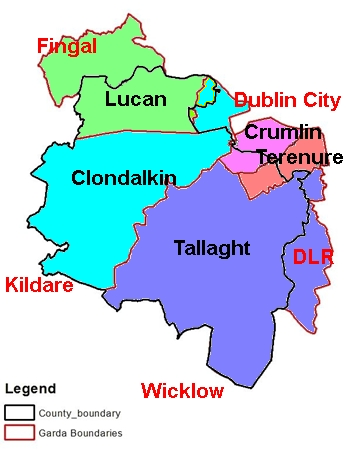 Fingal
Lucan
Dublin City
Crumlin
Terenure
Clondalkin
Tallaght
DLR
Kildare
Wicklow
Legend
County_boundary
Garda Boundaries